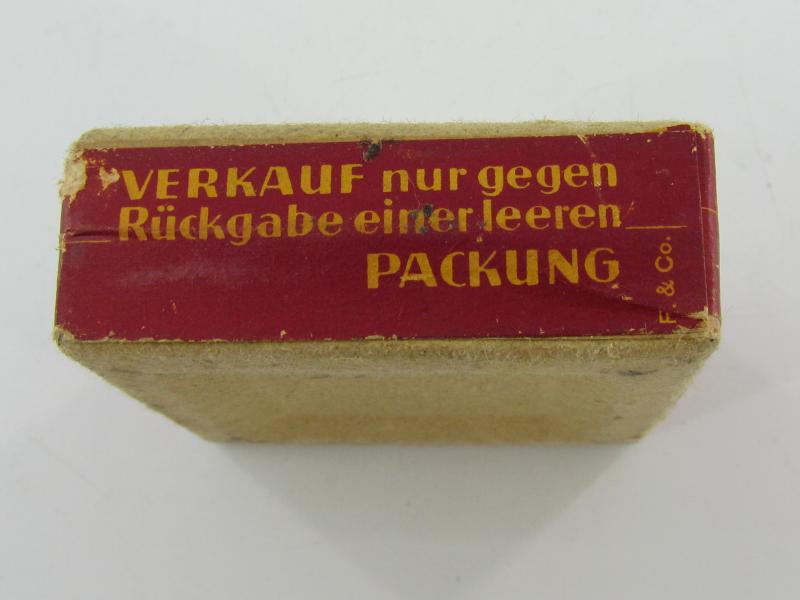 VERKAUF nur gegen
Rückgabe einer leeren
PACKUNG
F. & Co.